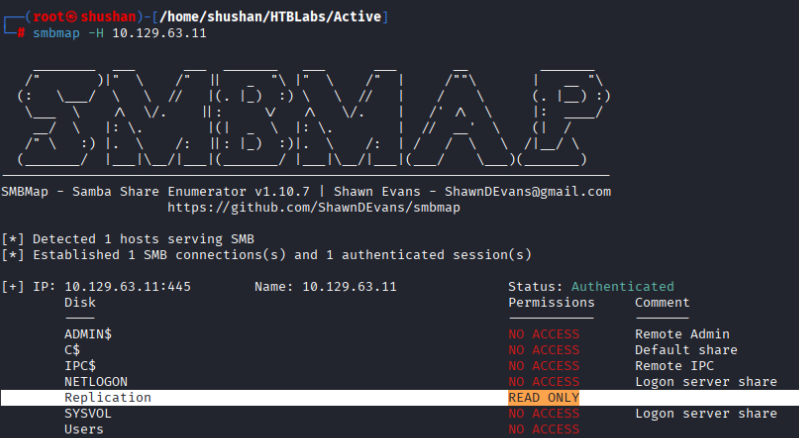 ┌──(root㉿shushan)-[/home/shushan/HTBLabs/Active]
└─# smbmap -H 10.129.63.11
SMBMAP
SMBMap - Samba Share Enumerator v1.10.7 | Shawn Evans - ShawnDEvans@gmail.com
https://github.com/ShawnDEvans/smbmap
[*] Detected 1 hosts serving SMB
[*] Established 1 SMB connections(s) and 1 authenticated session(s)
[+] IP: 10.129.63.11:445 Name: 10.129.63.11 Status: Authenticated
Disk Permissions Comment
---- ----------- -------
ADMIN$ NO ACCESS Remote Admin
C$ NO ACCESS Default share
IPC$ NO ACCESS Remote IPC
NETLOGON NO ACCESS Logon server share
Replication READ ONLY
SYSVOL NO ACCESS Logon server share
Users NO ACCESS